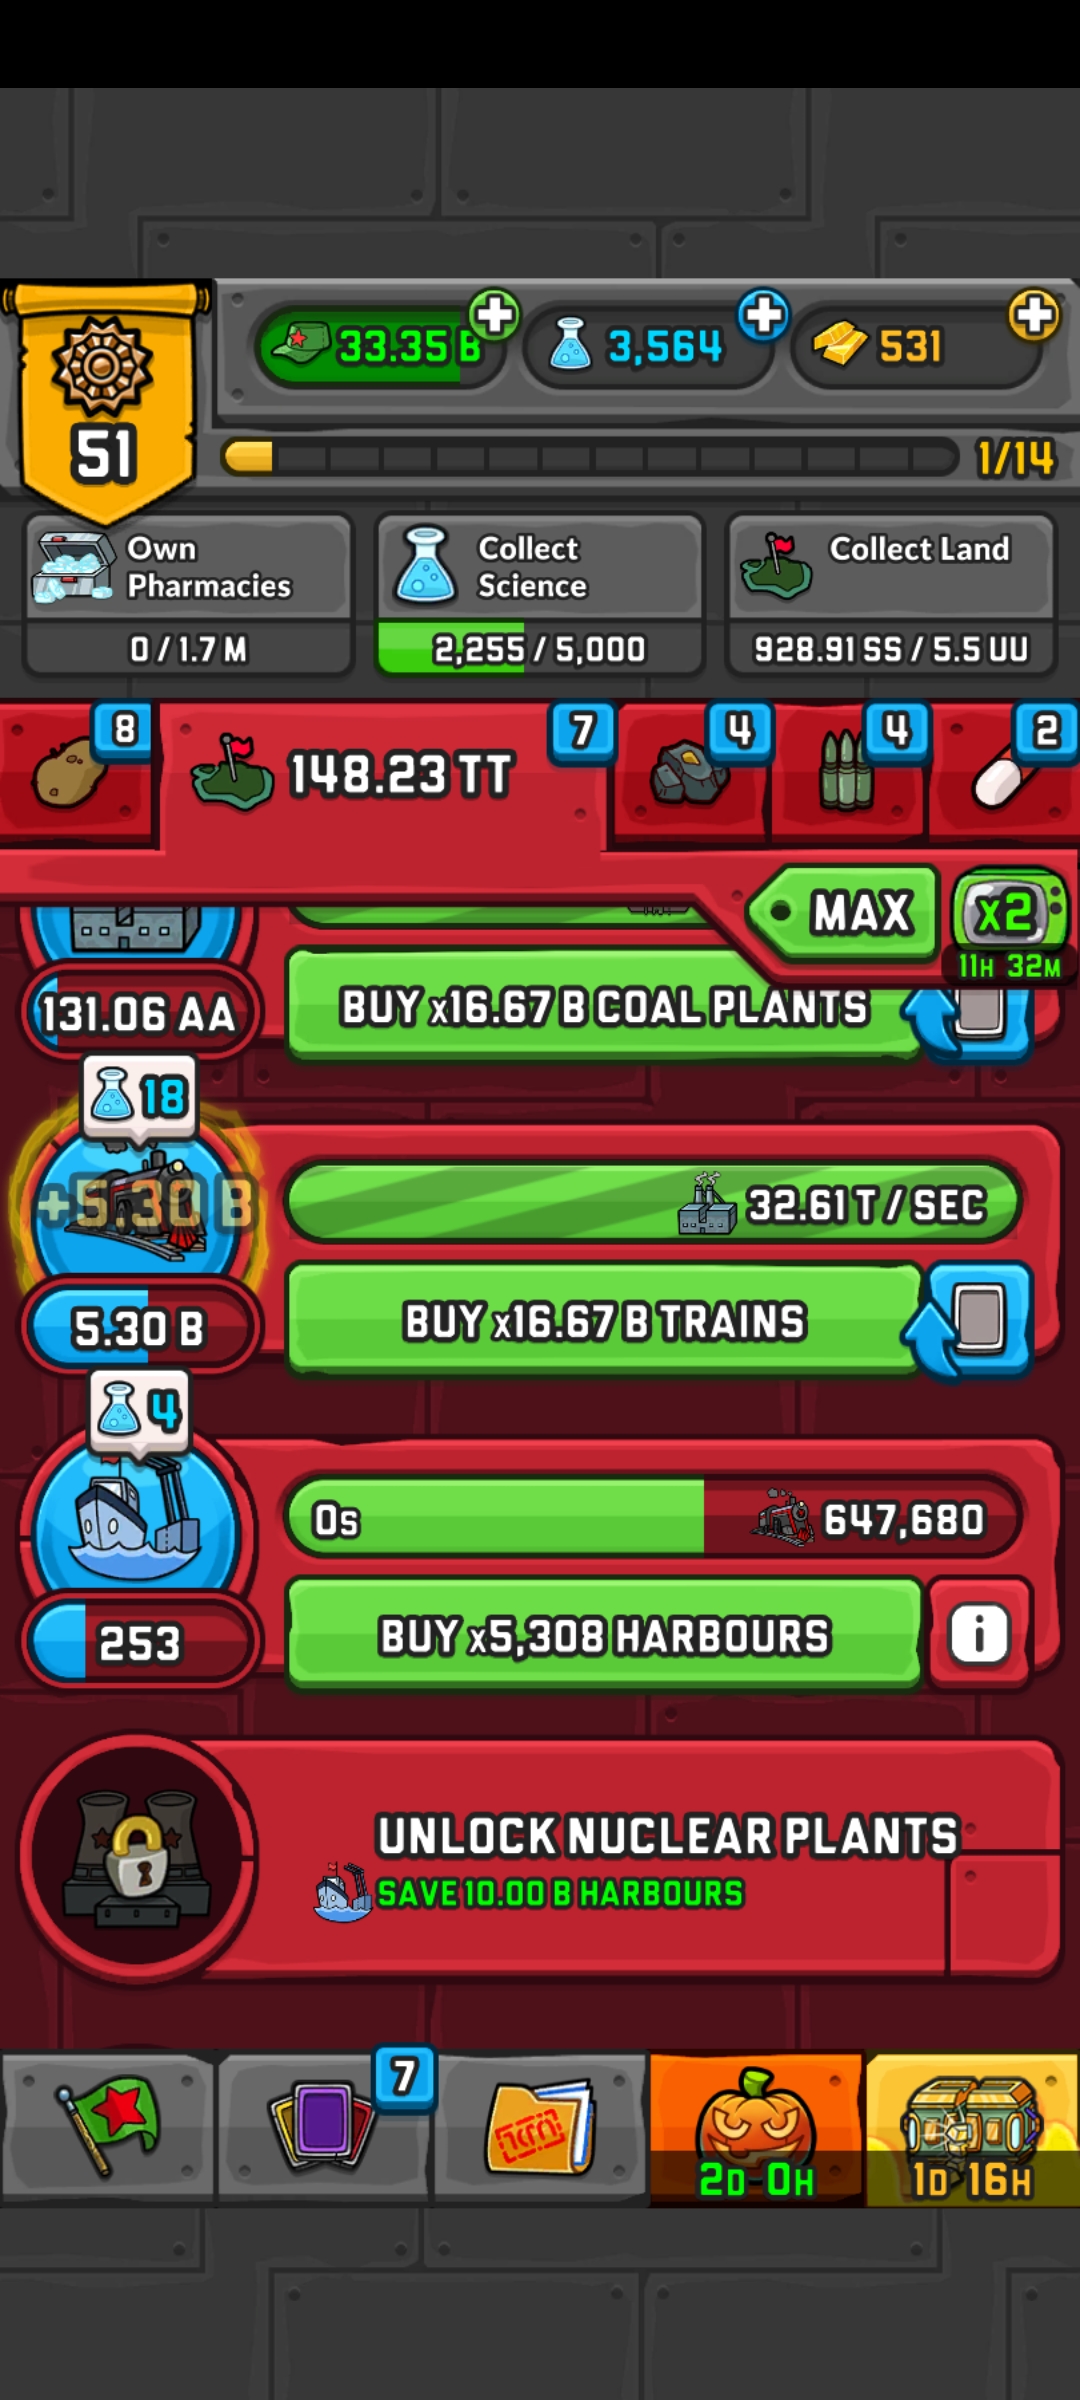 33.35 B
3,564
531
51
1/14
Own
Pharmacies
0 / 1.7 M
Collect
Science
2,255 / 5,000
Collect Land
928.91 SS / 5.5 UU
8
148.23 TT
7
4
4
2
MAX
x2
11H 32M
131.06 AA
BUY x16.67 B COAL PLANTS
18
+5.30 B
32.61 T / SEC
5.30 B
BUY x16.67 B TRAINS
4
0s
647,680
253
BUY x5,308 HARBOURS
i
UNLOCK NUCLEAR PLANTS
SAVE 10.00 B HARBOURS
7
2D 0H
1D 16H